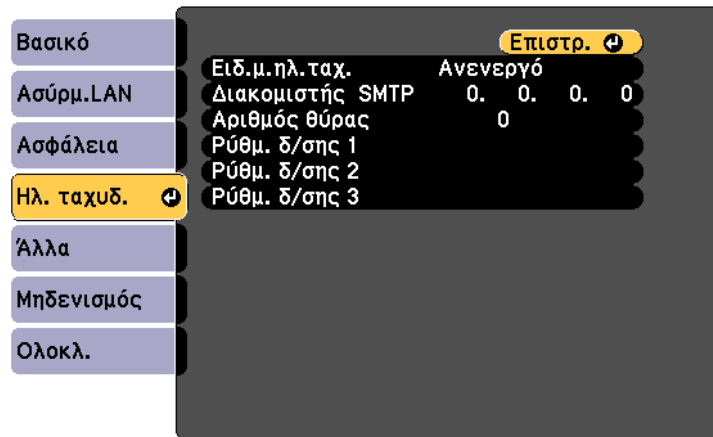 Βασικό
Ασύρμ.LAN
Ασφάλεια
Ηλ. ταχυδ.
Άλλα
Μηδενισμός
Ολοκλ.
Επιστρ.
Ειδ.μ.ηλ.ταχ. Ανενεργό
Διακομιστής SMTP 0. 0. 0. 0
Αριθμός θύρας 0
Ρύθμ. δ/σης 1
Ρύθμ. δ/σης 2
Ρύθμ. δ/σης 3